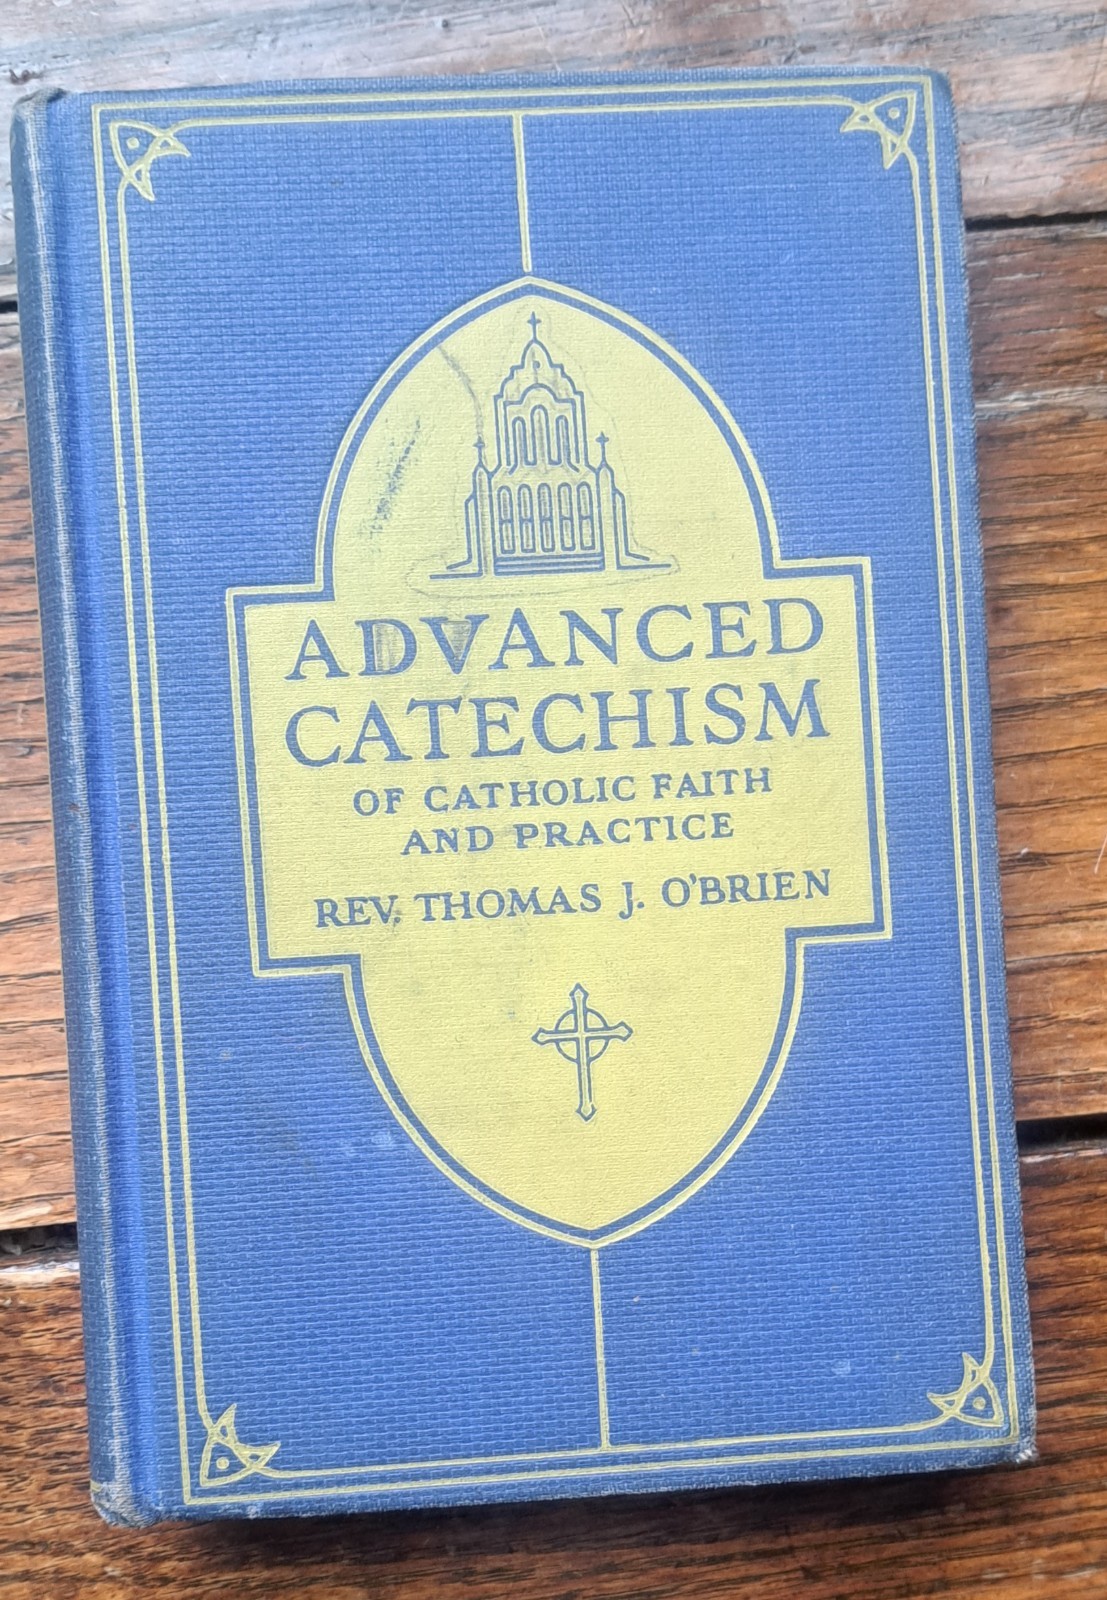 ADVANCED
CATECHISM
OF CATHOLIC FAITH
AND PRACTICE
REV. THOMAS J. O'BRIEN